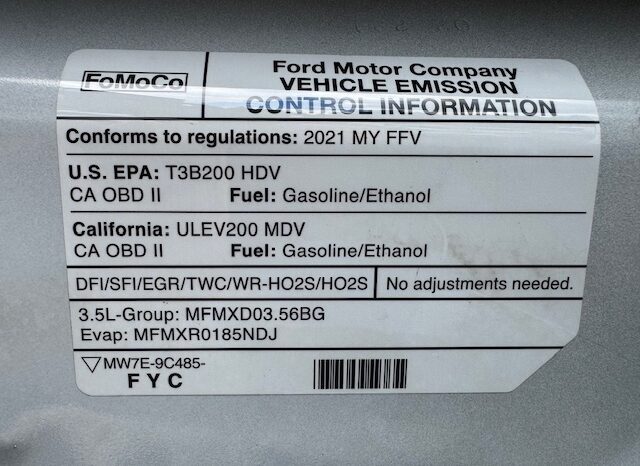 FoMoCo
Ford Motor Company
VEHICLE EMISSION
CONTROL INFORMATION
Conforms to regulations: 2021 MY FFV
U.S. EPA: T3B200 HDV
CA OBD II Fuel: Gasoline/Ethanol
California: ULEV200 MDV
CA OBD II Fuel: Gasoline/Ethanol
DFI/SFI/EGR/TWC/WR-HO2S/HO2S No adjustments needed.
3.5L-Group: MFMXD03.56BG
Evap: MFMXR0185NDJ
MW7E-9C485-
F Y C